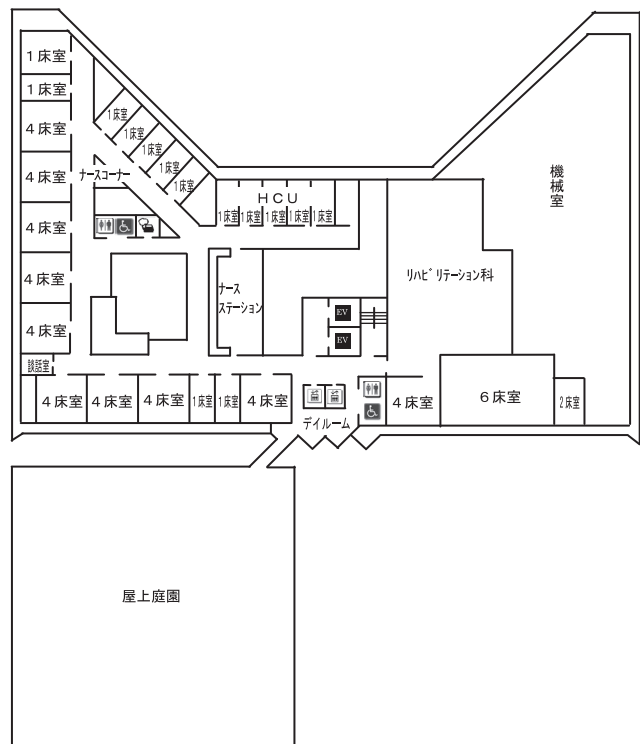 １床室
１床室
４床室
４床室
４床室
４床室
４床室
談話室
ナースコーナー
１床室
１床室
１床室
１床室
１床室
ＨＣＵ
１床室
１床室
１床室
１床室
１床室
ナース
ステーション
EV
EV
リハビリテーション科
機械室
４床室
４床室
４床室
１床室
１床室
４床室
デイルーム
４床室
６床室
２床室
屋上庭園